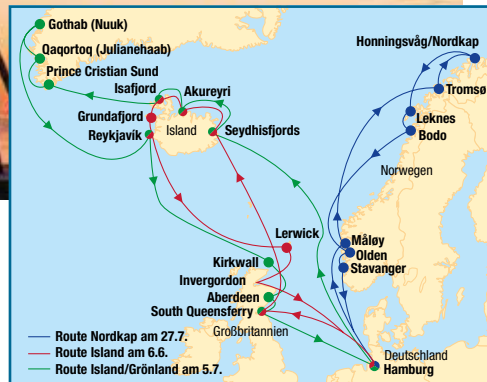 Gothab (Nuuk)
Qaqortoq (Julianehaab)
Prince Cristian Sund
Isafjord
Akureyri
Grundafjord
Island
Reykjavík
Seydhisfjords
Honningsvåg/Nordkap
Tromsø
Leknes
Bodo
Norwegen
Lerwick
Måløy
Olden
Stavanger
Kirkwall
Invergordon
Aberdeen
South Queensferry
Großbritannien
Deutschland
Hamburg
Route Nordkap am 27.7.
Route Island am 6.6.
Route Island/Grönland am 5.7.